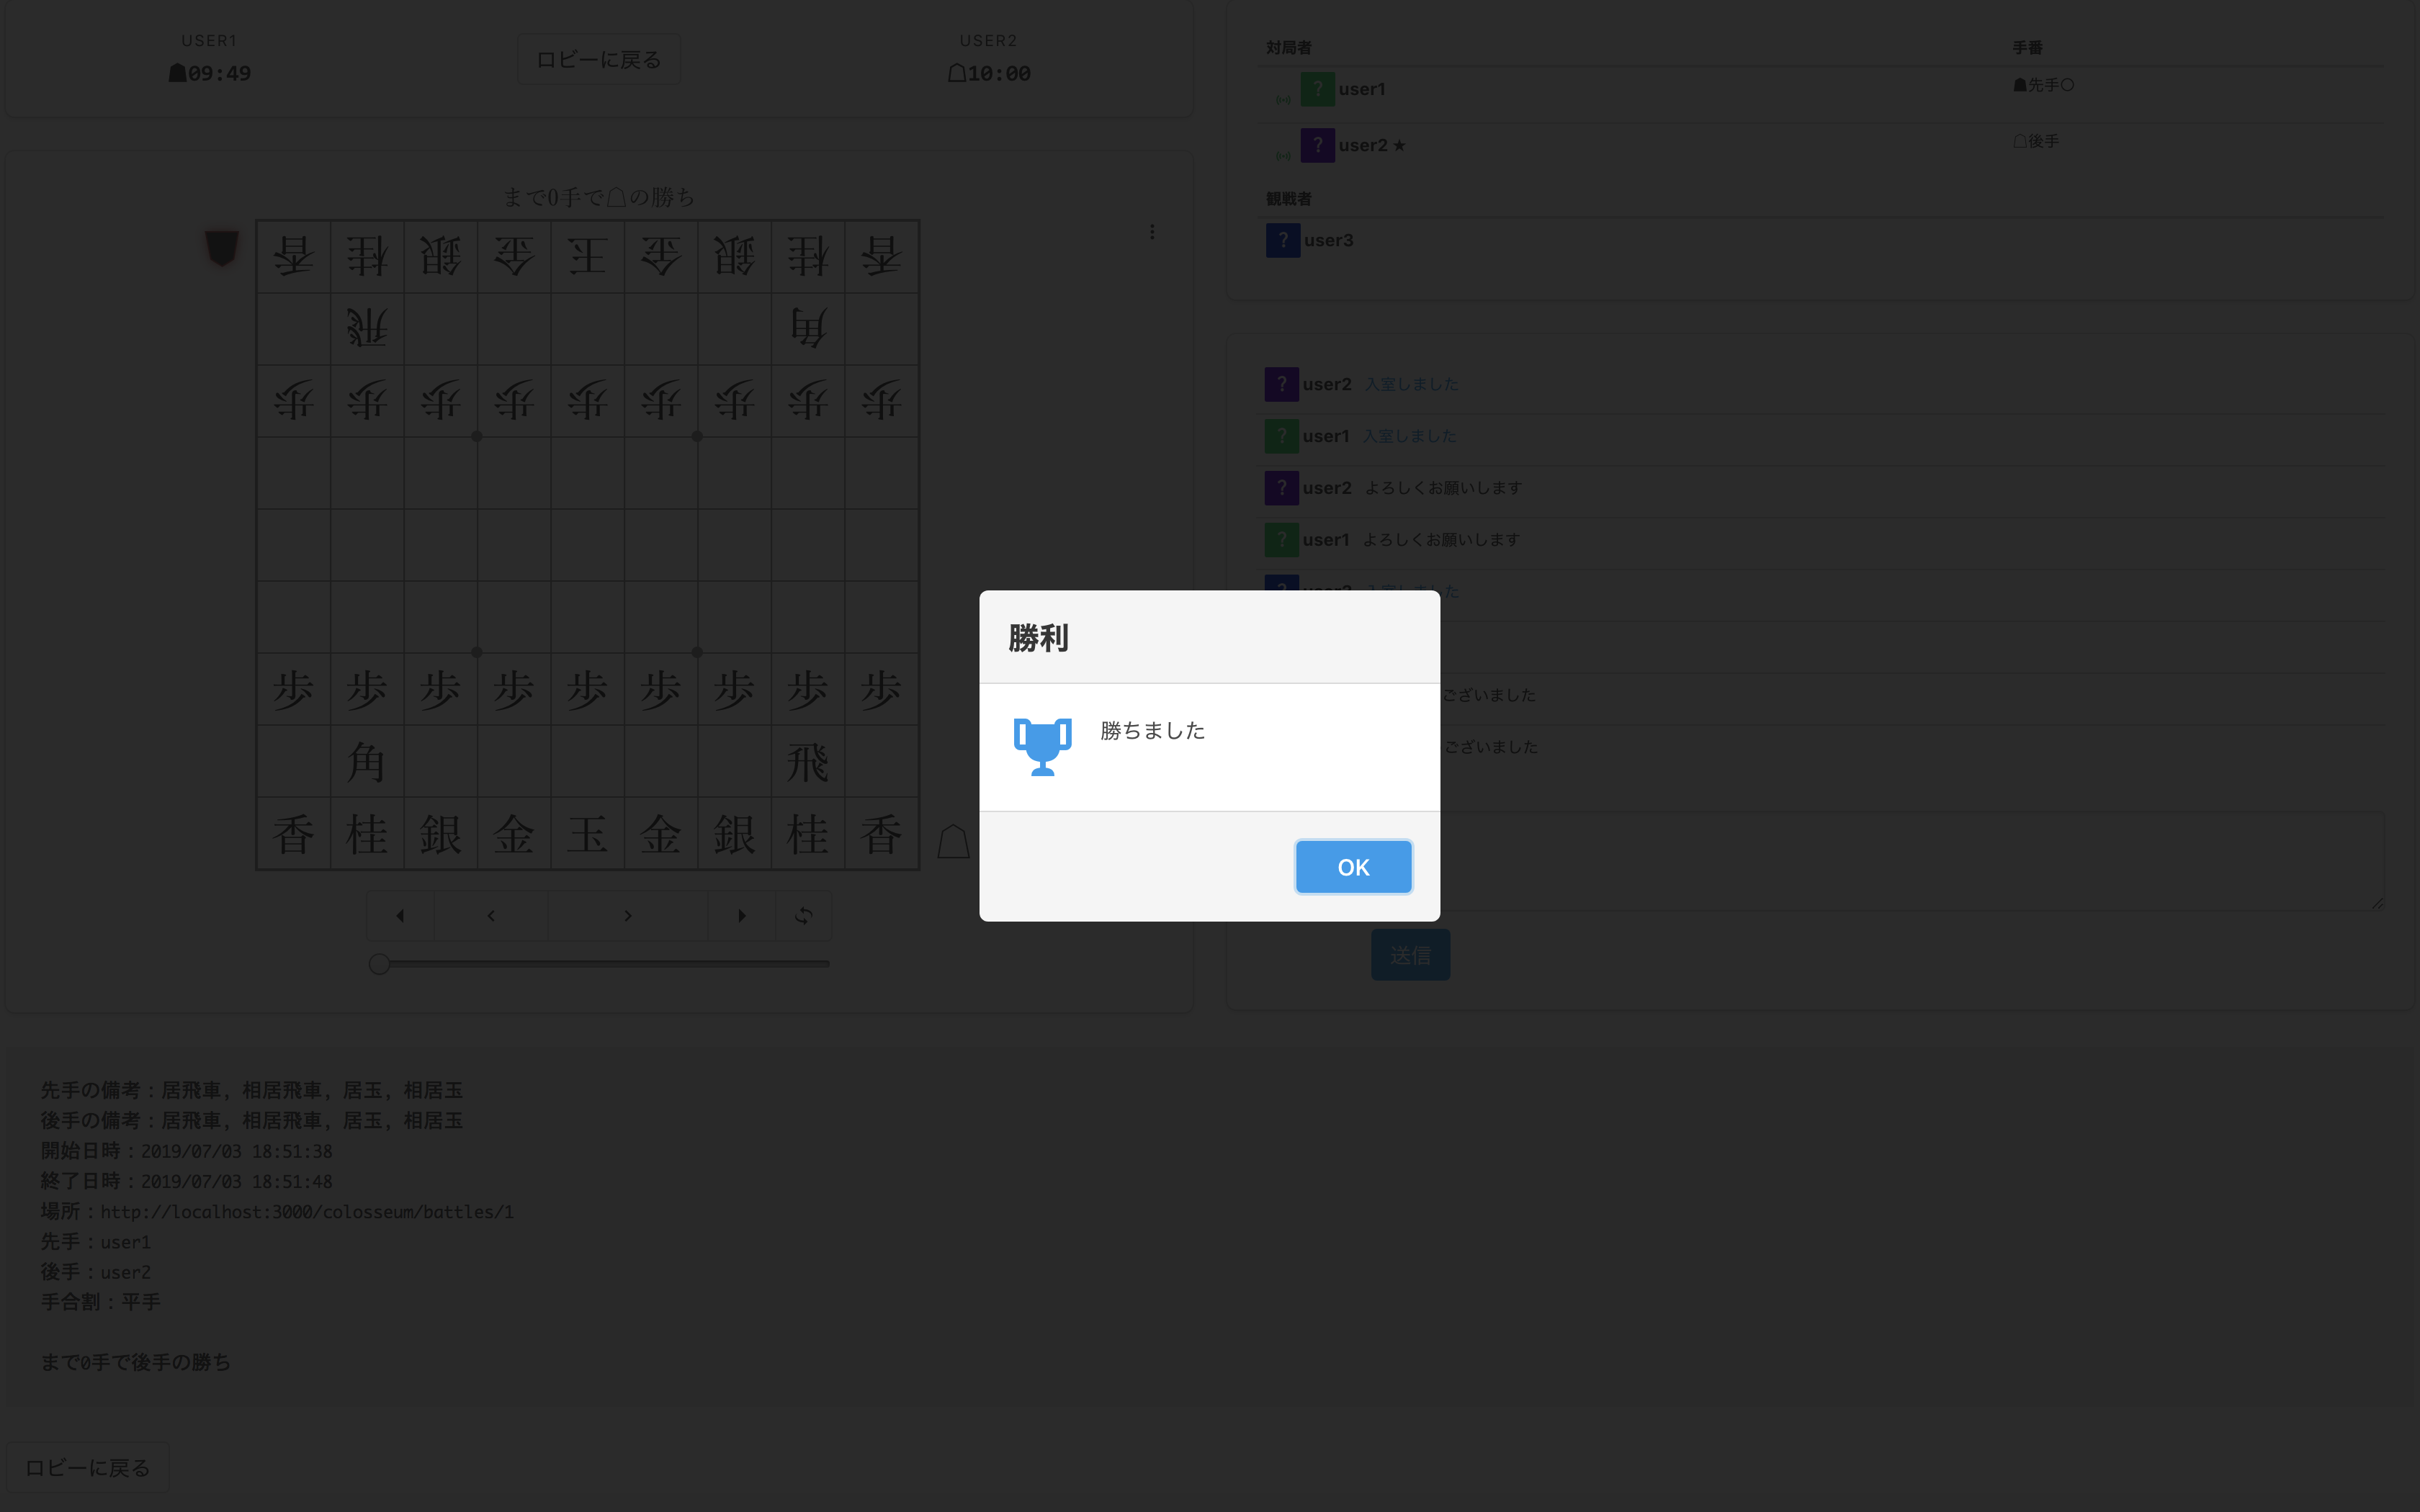 USER1
☗09:49
ロビーに戻る
USER2
☖10:00
まで0手で☖の勝ち
香桂銀金王金銀桂香
飛角
歩歩歩歩歩歩歩歩歩
歩歩歩歩歩歩歩歩歩
角飛
香桂銀金玉金銀桂香
対局者 手番
? user1 ☗先手○
? user2 ★ ☖後手
観戦者
? user3
? user2 入室しました
? user1 入室しました
? user2 よろしくお願いします
? user1 よろしくお願いします
ございました
ございました
送信
勝利
勝ちました
OK
先手の備考：居飛車, 相居飛車, 居玉, 相居玉
後手の備考：居飛車, 相居飛車, 居玉, 相居玉
開始日時：2019/07/03 18:51:38
終了日時：2019/07/03 18:51:48
場所：http://localhost:3000/colosseum/battles/1
先手：user1
後手：user2
手合割：平手
まで0手で後手の勝ち
ロビーに戻る